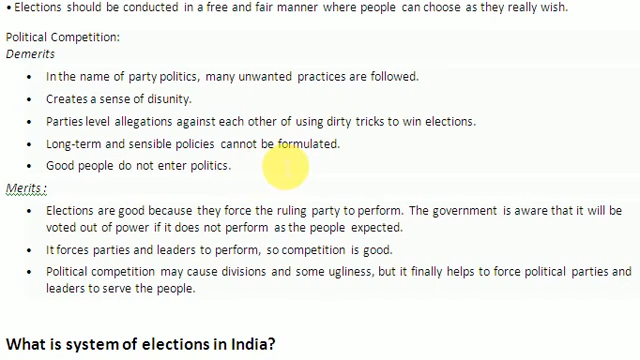 • Elections should be conducted in a free and fair manner where people can choose as they really wish.
Political Competition:
Demerits
• In the name of party politics, many unwanted practices are followed.
• Creates a sense of disunity.
• Parties level allegations against each other of using dirty tricks to win elections.
• Long-term and sensible policies cannot be formulated.
• Good people do not enter politics.
Merits :
• Elections are good because they force the ruling party to perform. The government is aware that it will be
voted out of power if it does not perform as the people expected.
• It forces parties and leaders to perform, so competition is good.
• Political competition may cause divisions and some ugliness, but it finally helps to force political parties and
leaders to serve the people.
What is system of elections in India?